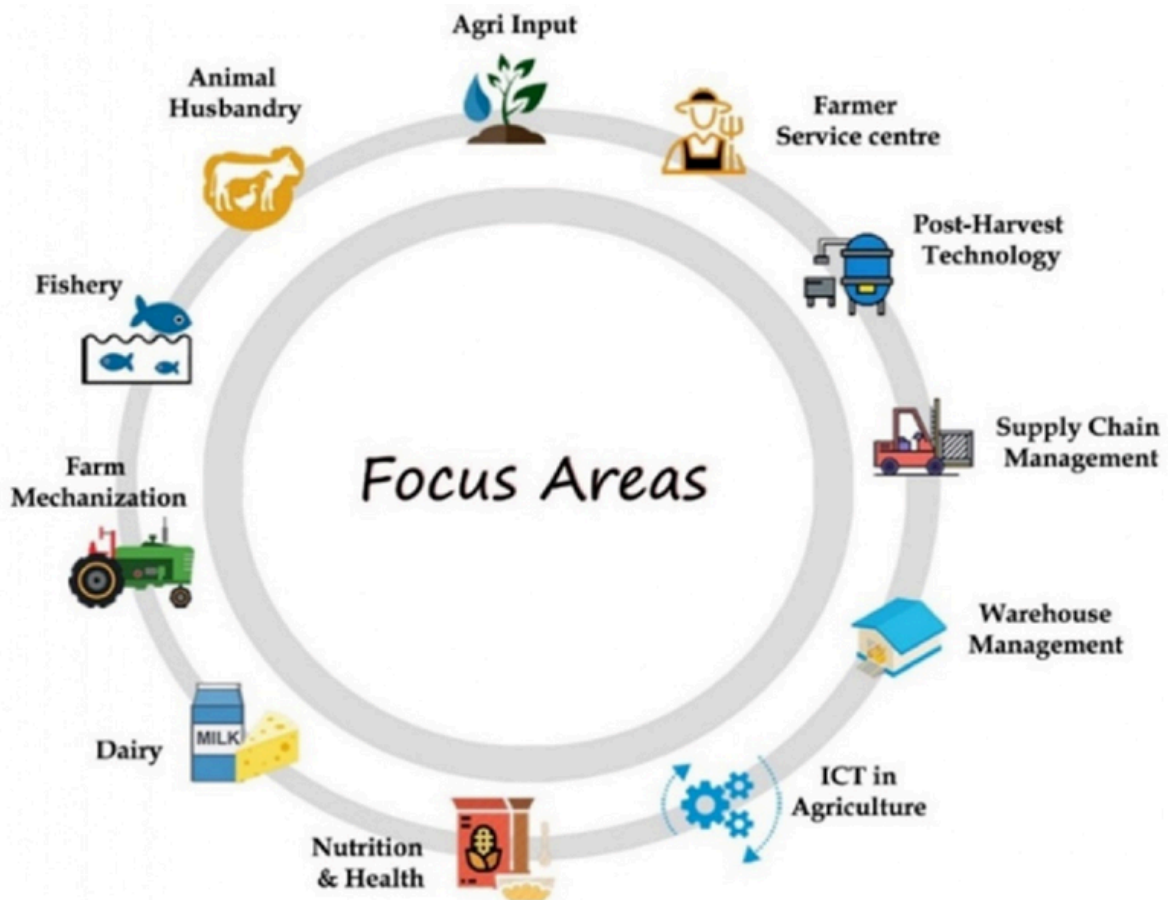 Agri Input
Farmer
Service centre
Post-Harvest
Technology
Supply Chain
Management
Warehouse
Management
ICT in
Agriculture
Nutrition
& Health
Dairy
MILK
Farm
Mechanization
Fishery
Animal
Husbandry
Focus Areas